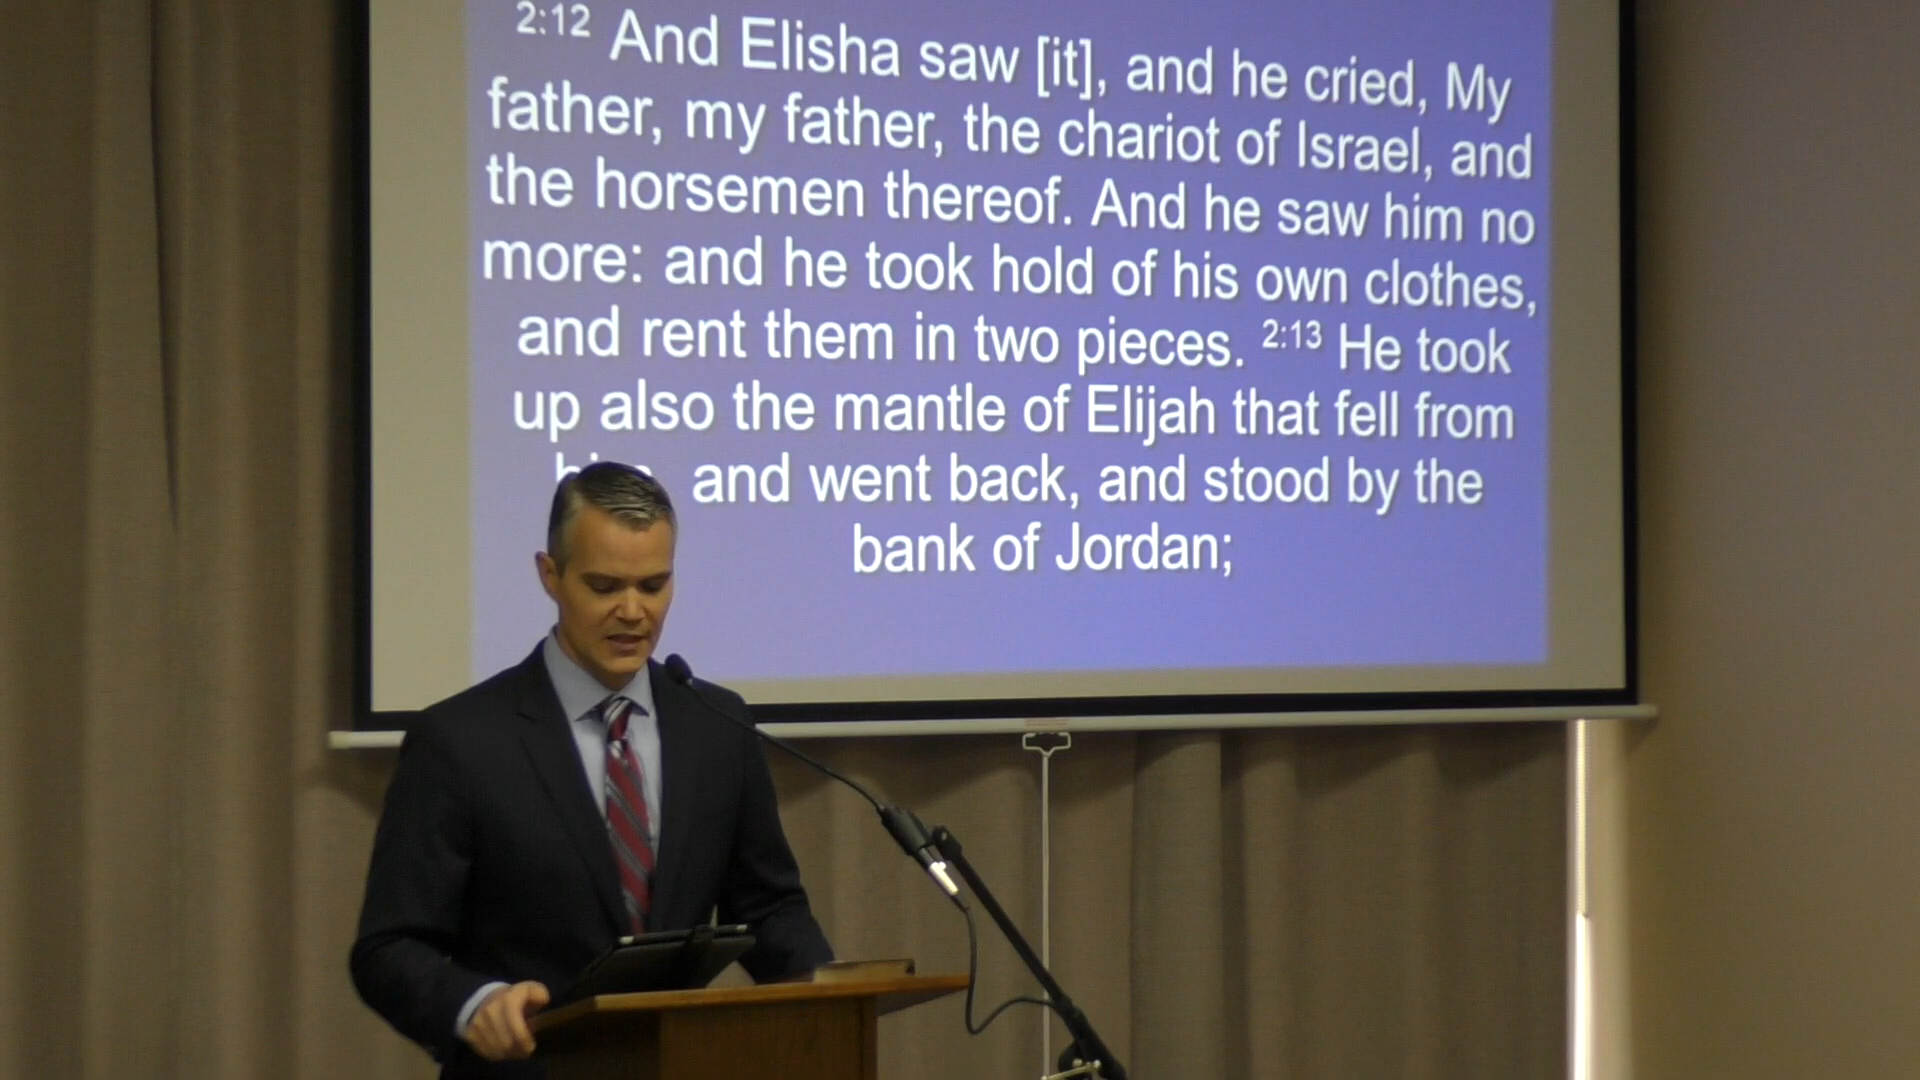 2:12 And Elisha saw [it], and he cried, My
father, my father, the chariot of Israel, and
the horsemen thereof. And he saw him no
more: and he took hold of his own clothes,
and rent them in two pieces. 2:13 He took
up also the mantle of Elijah that fell from
and went back, and stood by the
bank of Jordan;